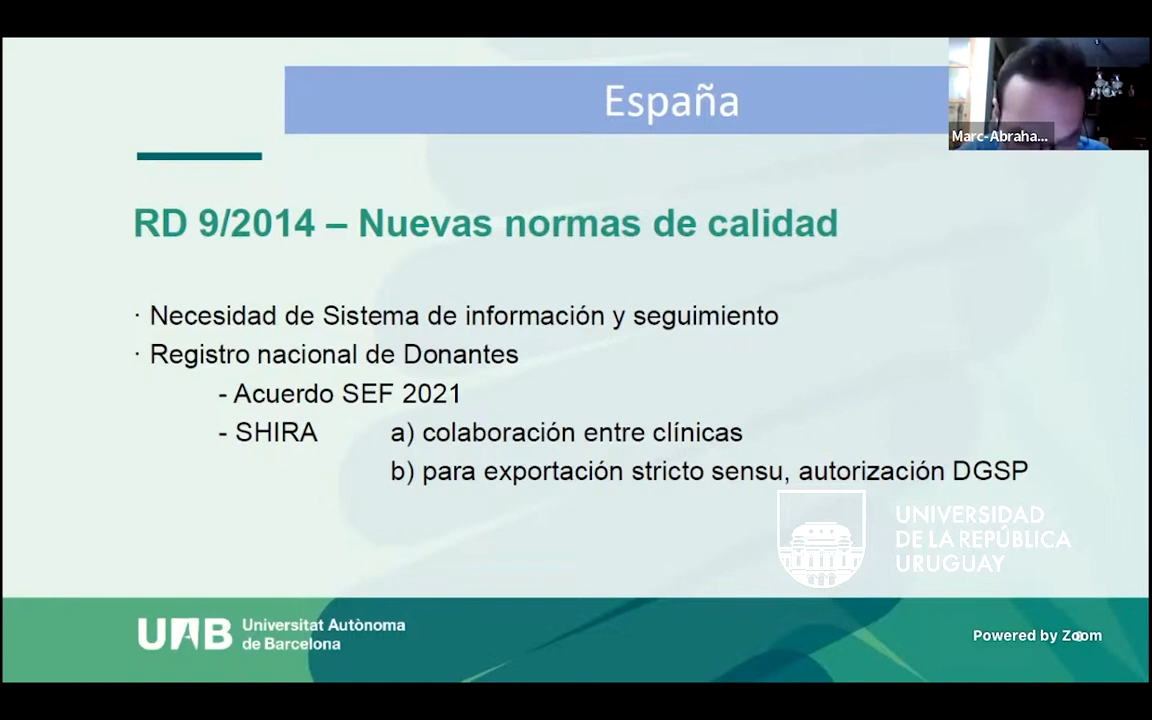 España
Marc-Abraha...
RD 9/2014 – Nuevas normas de calidad
· Necesidad de Sistema de información y seguimiento
· Registro nacional de Donantes
- Acuerdo SEF 2021
- SHIRA a) colaboración entre clínicas
b) para exportación stricto sensu, autorización DGSP
UNIVERSIDAD
DE LA REPÚBLICA
URUGUAY
UAB Universitat Autònoma
de Barcelona
Powered by Zoom